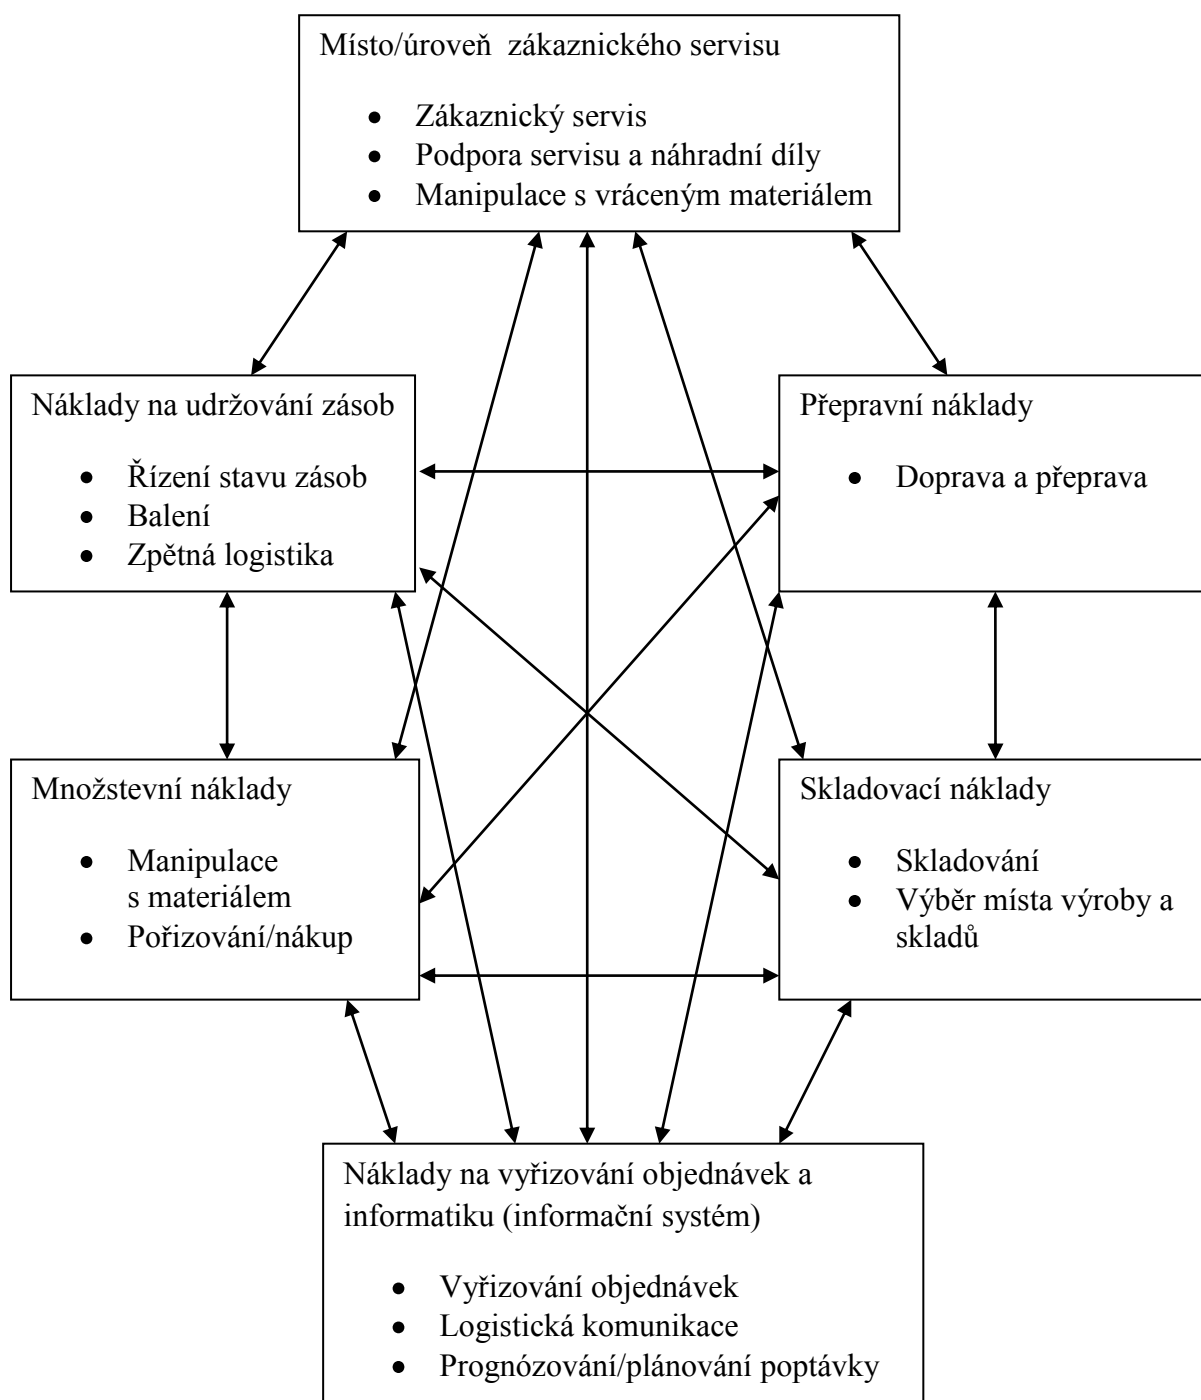 Místo/úroveň  zákaznického servisu
• Zákaznický servis
• Podpora servisu a náhradní díly
• Manipulace s vráceným materiálem
Náklady na udržování zásob
• Řízení stavu zásob
• Balení
• Zpětná logistika
Přepravní náklady
• Doprava a přeprava
Množstevní náklady
• Manipulace
s materiálem
• Pořizování/nákup
Skladovací náklady
• Skladování
• Výběr místa výroby a
skladů
Náklady na vyřizování objednávek a
informatiku (informační systém)
• Vyřizování objednávek
• Logistická komunikace
• Prognózování/plánování poptávky